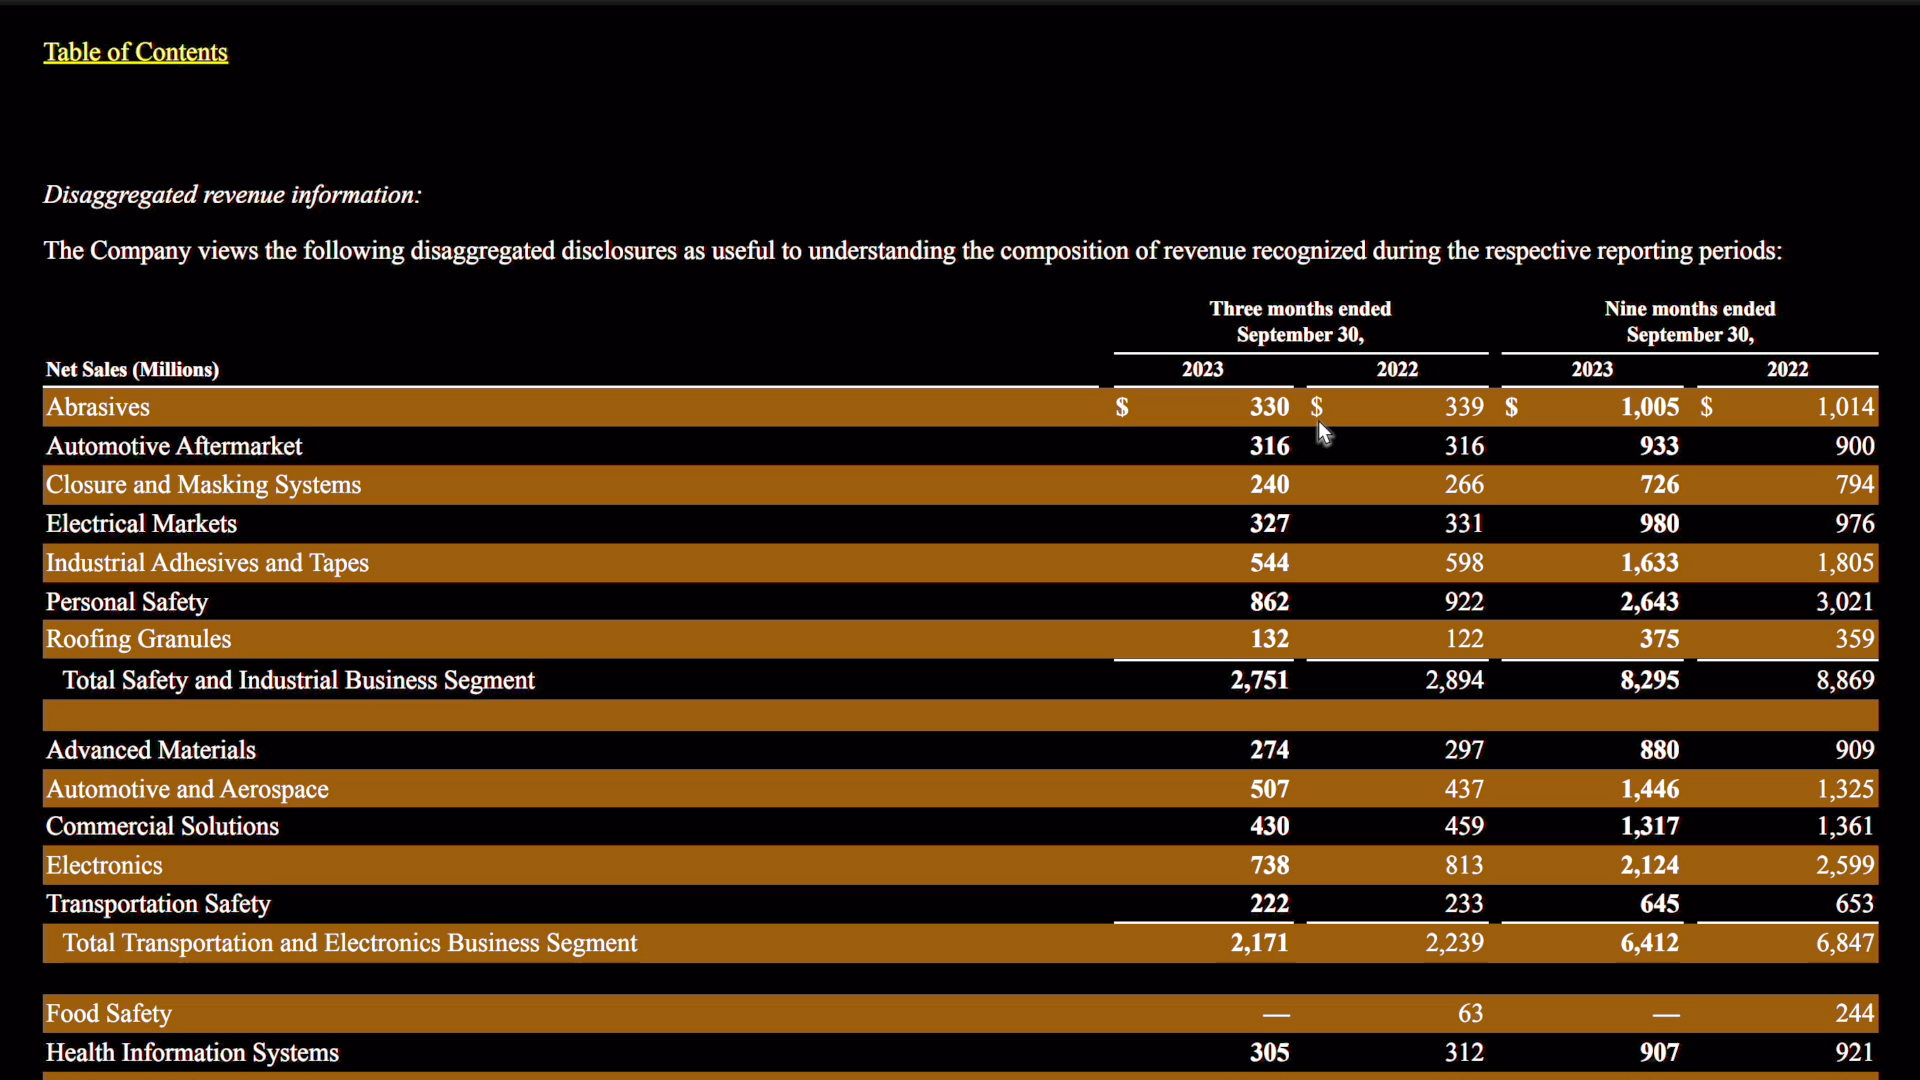 Table of Contents
Disaggregated revenue information:
The Company views the following disaggregated disclosures as useful to understanding the composition of revenue recognized during the respective reporting periods:
Three months ended Nine months ended
September 30, September 30,
Net Sales (Millions) 2023 2022 2023 2022
Abrasives $ 330 $ 339 $ 1,005 $ 1,014
Automotive Aftermarket 316 316 933 900
Closure and Masking Systems 240 266 726 794
Electrical Markets 327 331 980 976
Industrial Adhesives and Tapes 544 598 1,633 1,805
Personal Safety 862 922 2,643 3,021
Roofing Granules 132 122 375 359
Total Safety and Industrial Business Segment 2,751 2,894 8,295 8,869
Advanced Materials 274 297 880 909
Automotive and Aerospace 507 437 1,446 1,325
Commercial Solutions 430 459 1,317 1,361
Electronics 738 813 2,124 2,599
Transportation Safety 222 233 645 653
Total Transportation and Electronics Business Segment 2,171 2,239 6,412 6,847
Food Safety — 63 — 244
Health Information Systems 305 312 907 921